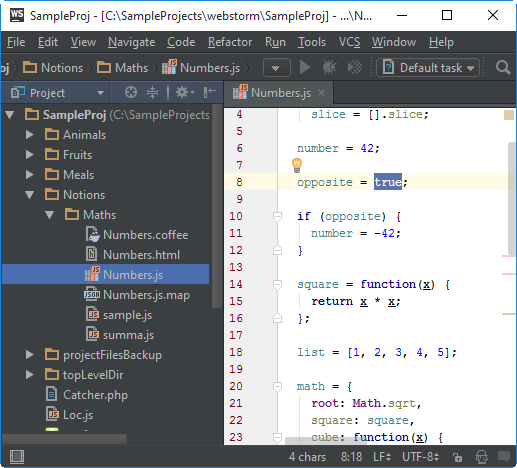 WS SampleProj - [C:\SampleProjects\webstorm\SampleProj] - ...\N...
File Edit View Navigate Code Refactor Run Tools VCS Window Help
oj Notions Maths Numbers.js Default task
Project
Numbers.js
SampleProj (C:\SampleProjects
Animals
Fruits
Meals
Notions
Maths
Numbers.coffee
Numbers.html
Numbers.js
Numbers.js.map
sample.js
summa.js
projectFilesBackup
topLevelDir
Catcher.php
Loc.js
4 slice = [].slice;
5
6 number = 42;
7
8 opposite = true;
9
10 if (opposite) {
11 number = -42;
12 }
13
14 square = function(x) {
15 return x * x;
16 };
17
18 list = [1, 2, 3, 4, 5];
19
20 math = {
21 root: Math.sqrt,
22 square: square,
23 cube: function(x) {
4 chars 8:18 LF÷ UTF-8÷